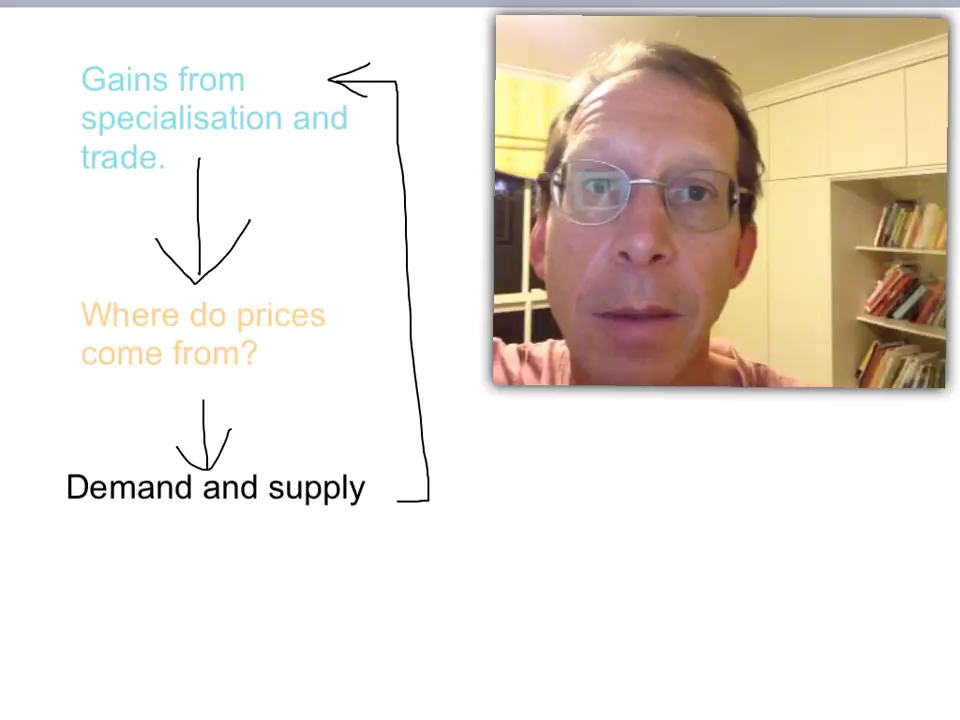 Gains from
specialisation and
trade.
Where do prices
come from?
Demand and supply